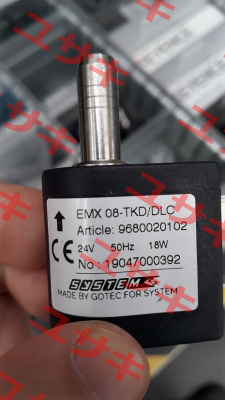 ユサキ
EMX 08-TKD/DLC
Article: 9680020102
24V 50Hz 18W
CE
No : 19047000392
SYSTEM
MADE BY GOTEC FOR SYSTEM